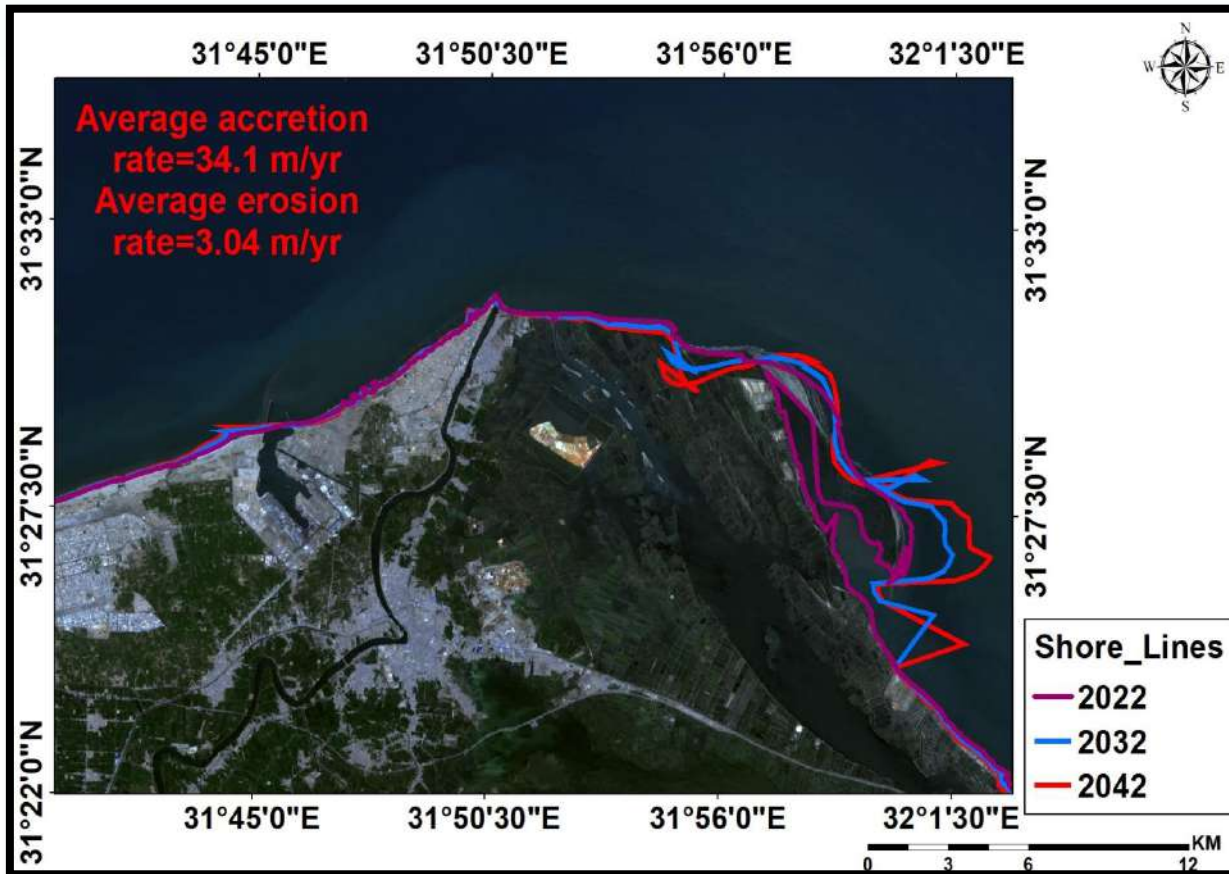 N
W E
S
31°45'0"E 31°50'30"E 31°56'0"E 32°1'30"E
Average accretion
rate=34.1 m/yr
Average erosion
rate=3.04 m/yr
31°33'0"N
31°27'30"N
31°22'0"N
31°33'0"N
31°27'30"N
Shore_Lines
2022
2032
2042
31°45'0"E 31°50'30"E 31°56'0"E 32°1'30"E
KM
0 3 6 12